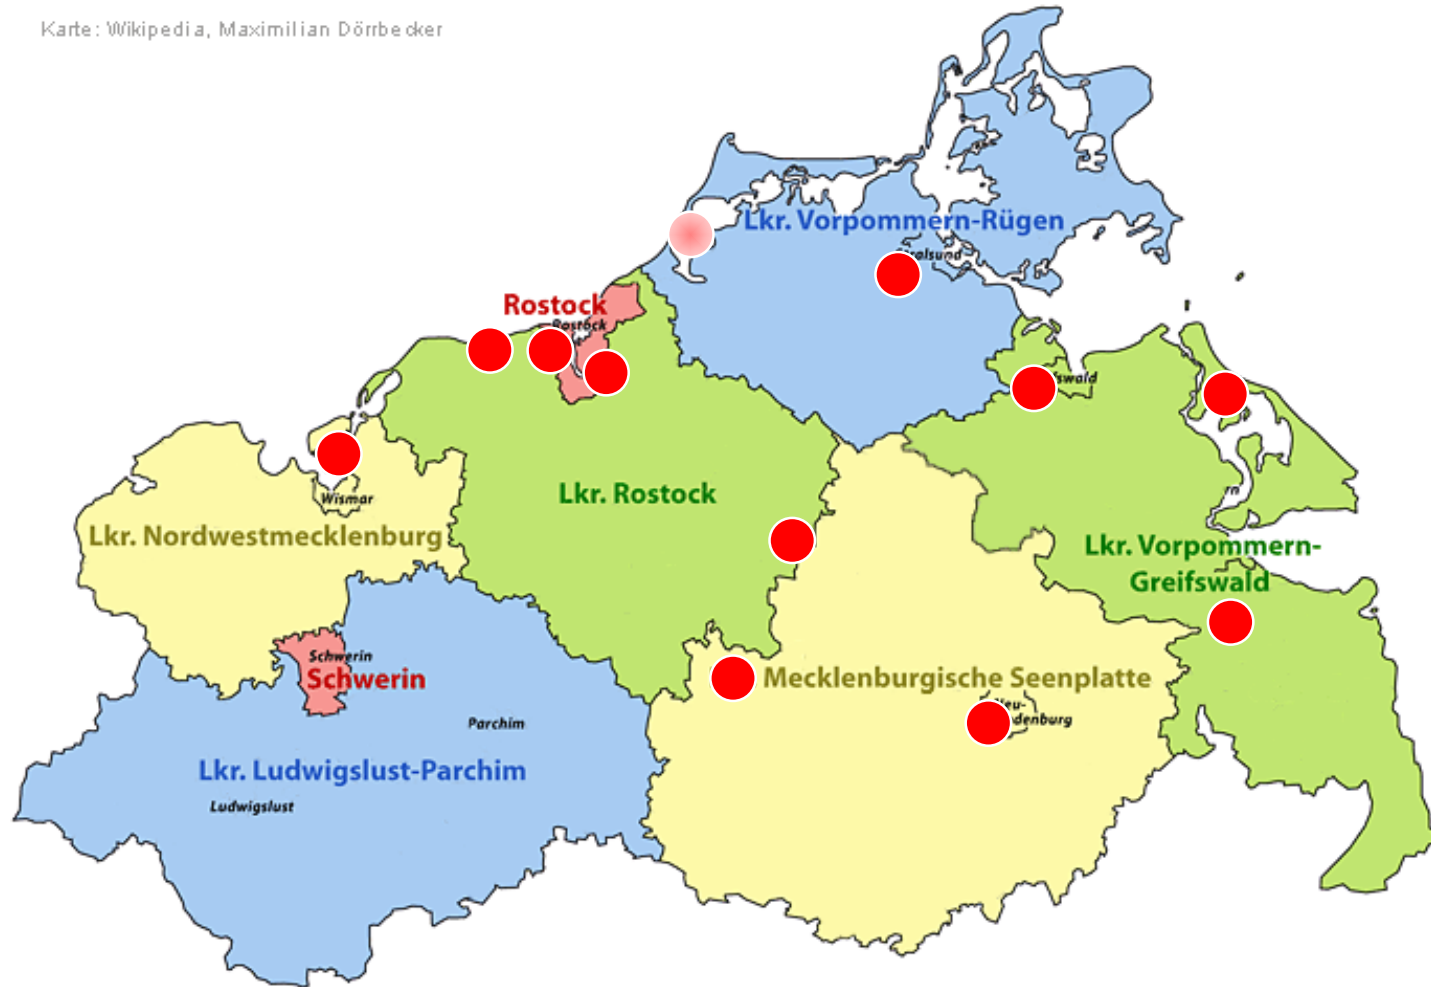 Karte: Wikipedia, Maximilian Dörrbecker
Lkr. Vorpommern-Rügen
Rostock
Rostock
Wismar
Lkr. Rostock
Lkr. Nordwestmecklenburg
Lkr. Vorpommern-
Greifswald
Schwerin
Schwerin
Mecklenburgische Seenplatte
Parchim
Lkr. Ludwigslust-Parchim
Ludwigslust